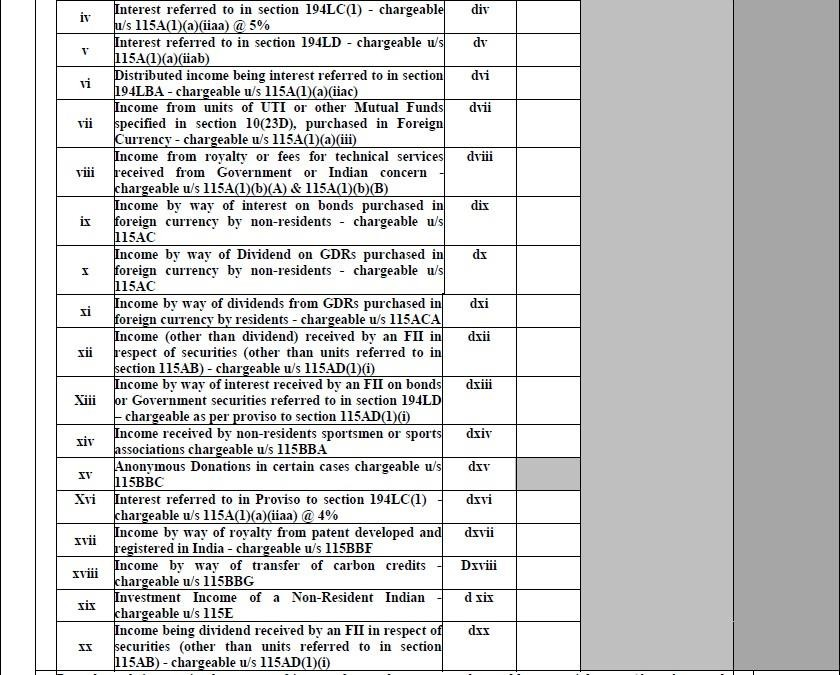 iv Interest referred to in section 194LC(1) - chargeable div
u/s 115A(1)(a)(iiaa) @ 5%
v Interest referred to in section 194LD - chargeable u/s dv
115A(1)(a)(iiab)
vi Distributed income being interest referred to in section dvi
194LBA - chargeable u/s 115A(1)(a)(iiac)
vii Income from units of UTI or other Mutual Funds dvii
specified in section 10(23D), purchased in Foreign
Currency - chargeable u/s 115A(1)(a)(iii)
viii Income from royalty or fees for technical services dviii
received from Government or Indian concern -
chargeable u/s 115A(1)(b)(A) & 115A(1)(b)(B)
ix Income by way of interest on bonds purchased in dix
foreign currency by non-residents - chargeable u/s
115AC
x Income by way of Dividend on GDRs purchased in dx
foreign currency by non-residents - chargeable u/s
115AC
xi Income by way of dividends from GDRs purchased in dxi
foreign currency by residents - chargeable u/s 115ACA
xii Income (other than dividend) received by an FII in dxii
respect of securities (other than units referred to in
section 115AB) - chargeable u/s 115AD(1)(i)
Xiii Income by way of interest received by an FII on bonds dxiii
or Government securities referred to in section 194LD
– chargeable as per proviso to section 115AD(1)(i)
xiv Income received by non-residents sportsmen or sports dxiv
associations chargeable u/s 115BBA
xv Anonymous Donations in certain cases chargeable u/s dxv
115BBC
Xvi Interest referred to in Proviso to section 194LC(1) - dxvi
chargeable u/s 115A(1)(a)(iiaa) @ 4%
xvii Income by way of royalty from patent developed and dxvii
registered in India - chargeable u/s 115BBF
xviii Income by way of transfer of carbon credits - Dxviii
chargeable u/s 115BBG
xix Investment Income of a Non-Resident Indian - d xix
chargeable u/s 115E
xx Income being dividend received by an FII in respect of dxx
securities (other than units referred to in section
115AB) - chargeable u/s 115AD(1)(i)